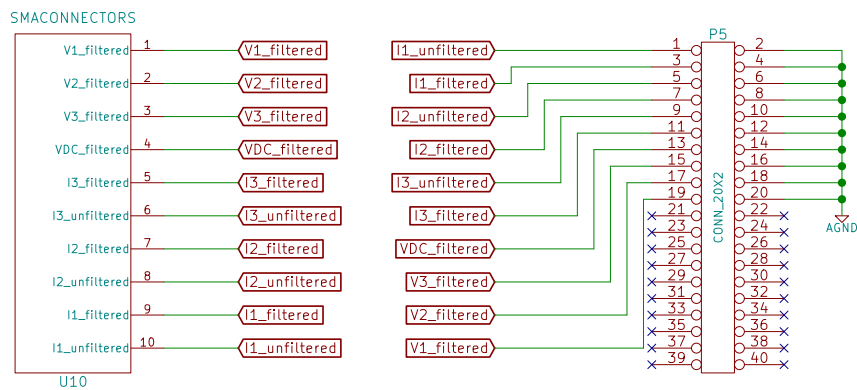 SMACONNECTORS
V1_filtered 1 V1_filtered
V2_filtered 2 V2_filtered
V3_filtered 3 V3_filtered
VDC_filtered 4 VDC_filtered
I3_filtered 5 I3_filtered
I3_unfiltered 6 I3_unfiltered
I2_filtered 7 I2_filtered
I2_unfiltered 8 I2_unfiltered
I1_filtered 9 I1_filtered
I1_unfiltered 10 I1_unfiltered
U10
I1_unfiltered
I1_filtered
I2_unfiltered
I2_filtered
I3_unfiltered
I3_filtered
VDC_filtered
V3_filtered
V2_filtered
V1_filtered
P5
1 2
3 4
5 6
7 8
9 10
11 12
13 14
15 16
17 18
19 20
21 22
23 24
25 26
27 28
29 30
31 32
33 34
35 36
37 38
39 40
CONN_20X2
AGND